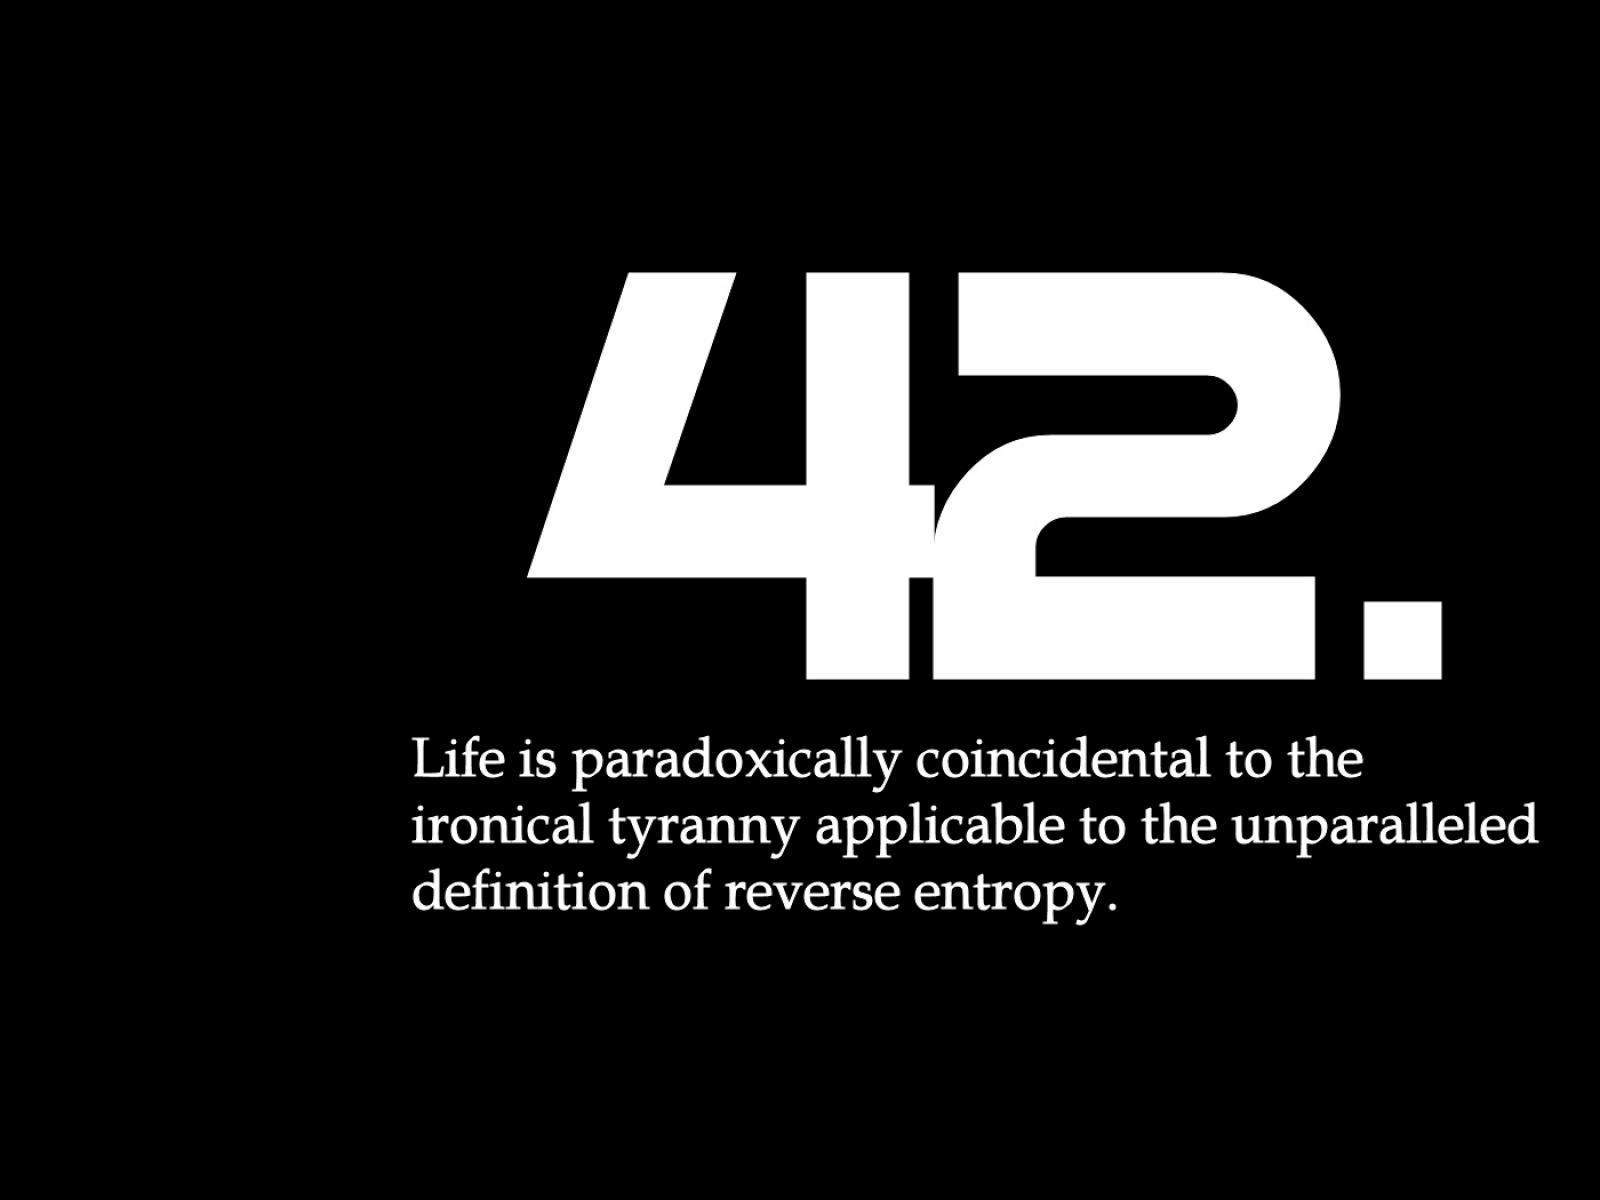 42.
Life is paradoxically coincidental to the
ironical tyranny applicable to the unparalleled
definition of reverse entropy.